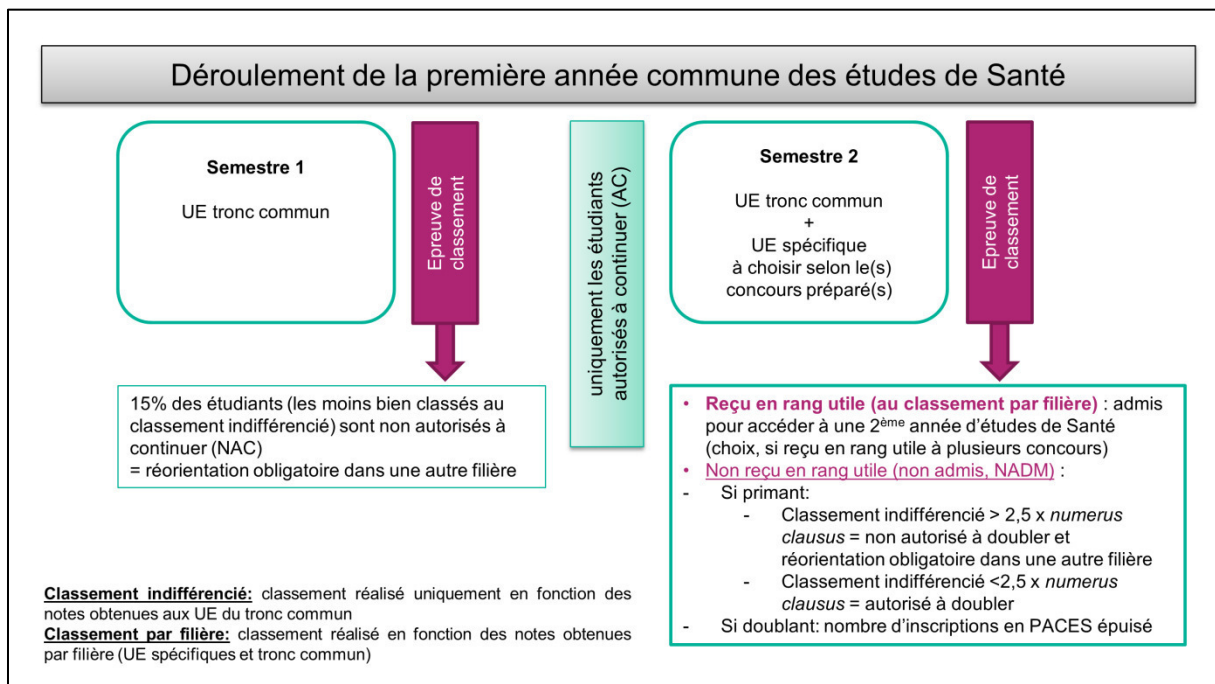 Déroulement de la première année commune des études de Santé
Semestre 1
UE tronc commun
Epreuve de
classement
uniquement les étudiants
autorisés à continuer (AC)
Semestre 2
UE tronc commun
+
UE spécifique
à choisir selon le(s)
concours préparé(s)
Epreuve de
classement
15% des étudiants (les moins bien classés au
classement indifférencié) sont non autorisés à
continuer (NAC)
= réorientation obligatoire dans une autre filière
• Reçu en rang utile (au classement par filière) : admis
pour accéder à une 2ème année d'études de Santé
(choix, si reçu en rang utile à plusieurs concours)
• Non reçu en rang utile (non admis, NADM) :
- Si primant:
- Classement indifférencié > 2,5 x numerus
clausus = non autorisé à doubler et
réorientation obligatoire dans une autre filière
- Classement indifférencié <2,5 x numerus
clausus = autorisé à doubler
- Si doublant: nombre d'inscriptions en PACES épuisé
Classement indifférencié: classement réalisé uniquement en fonction des
notes obtenues aux UE du tronc commun
Classement par filière: classement réalisé en fonction des notes obtenues
par filière (UE spécifiques et tronc commun)